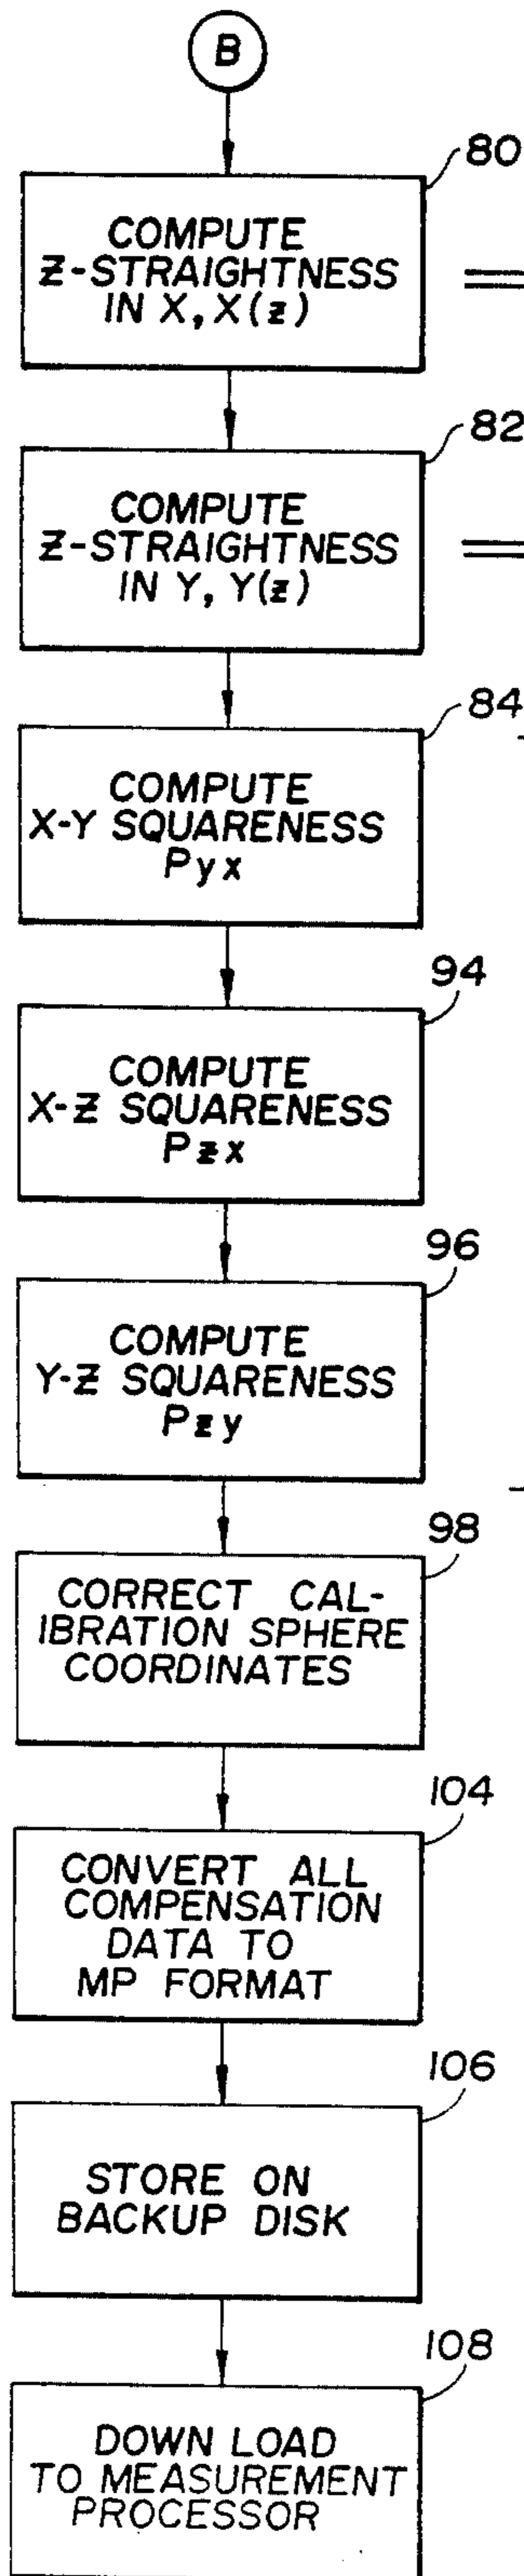 B
80
COMPUTE
Z-STRAIGHTNESS
IN X, X(z)
82
COMPUTE
Z-STRAIGHTNESS
IN Y, Y(z)
84
COMPUTE
X-Y SQUARENESS
Pyx
94
COMPUTE
X-Z SQUARENESS
Pzx
96
COMPUTE
Y-Z SQUARENESS
Pzy
98
CORRECT CAL-
IBRATION SPHERE
COORDINATES
104
CONVERT ALL
COMPENSATION
DATA TO
MP FORMAT
106
STORE ON
BACKUP DISK
108
DOWN LOAD
TO MEASUREMENT
PROCESSOR